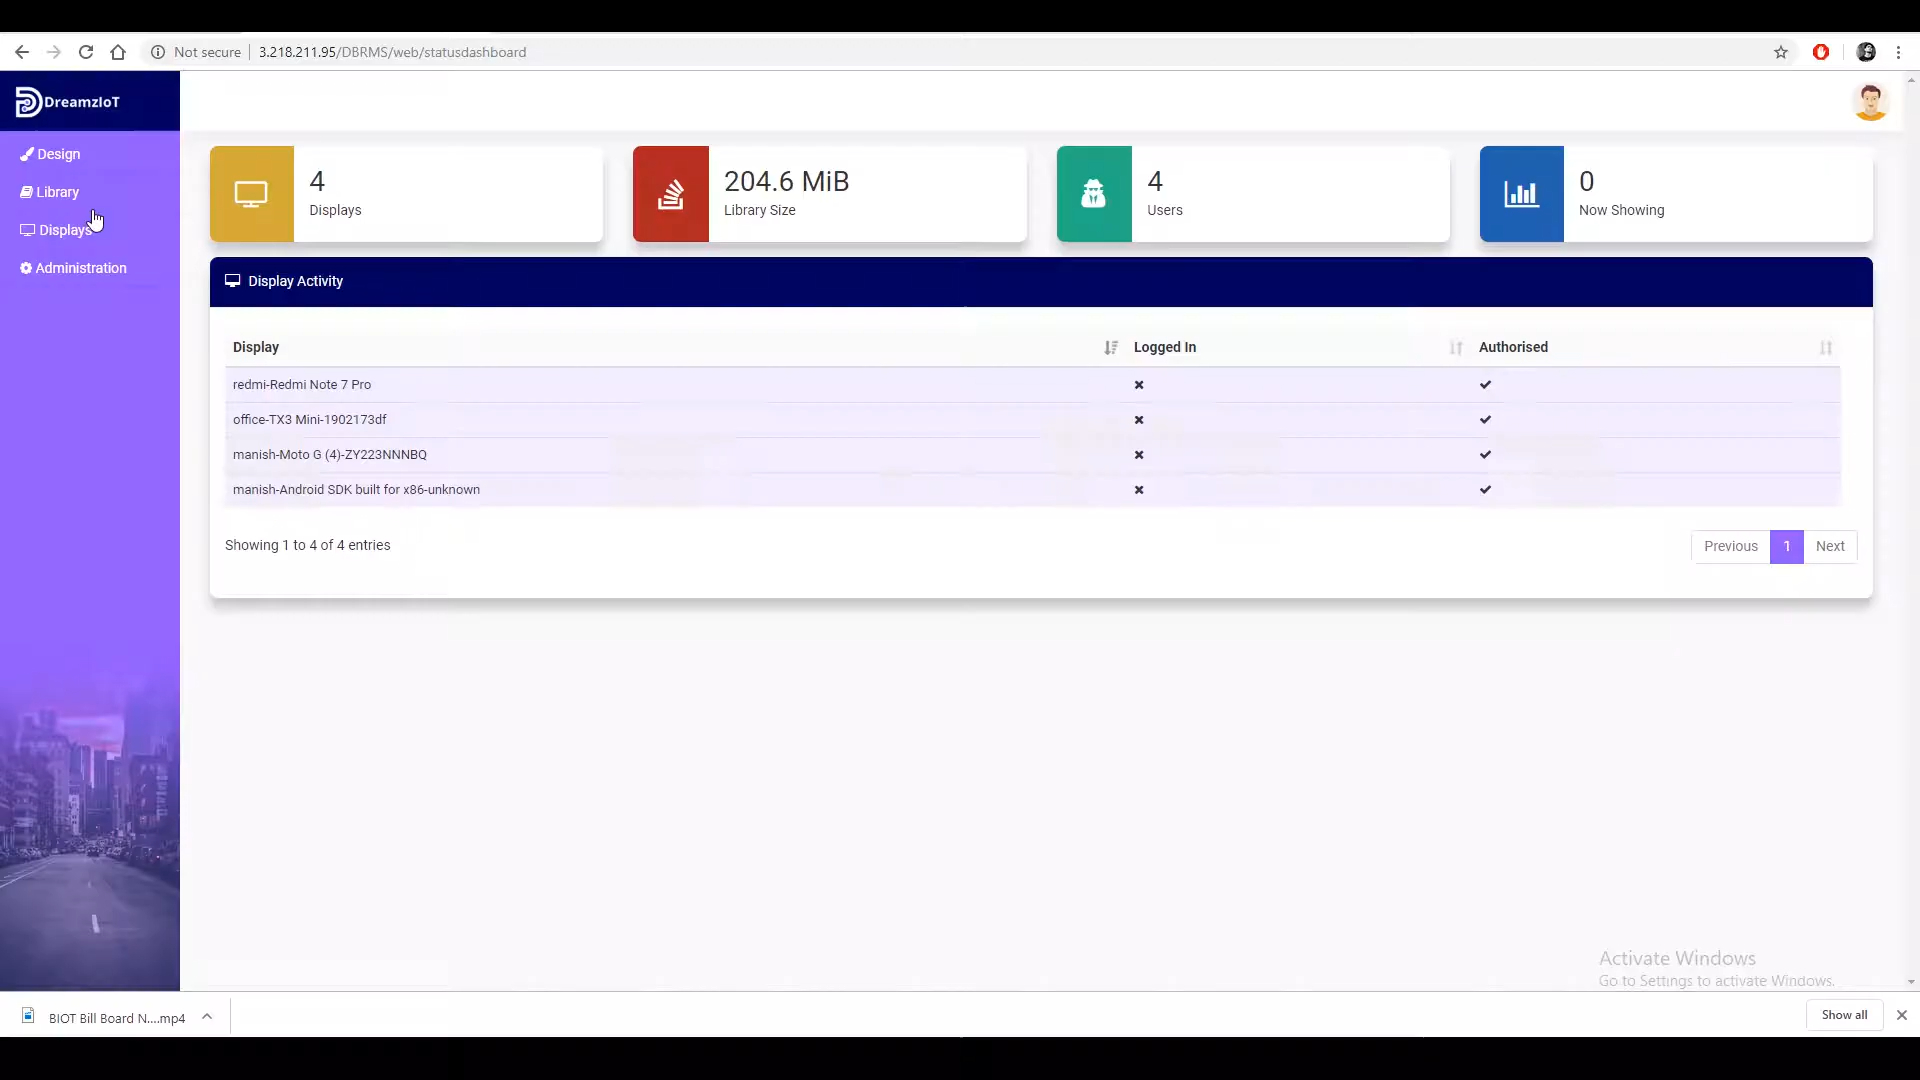 Not secure | 3.218.211.95/DBRMS/web/statusdashboard
DreamzIoT
Design
Library
Displays
Administration
4
Displays
204.6 MiB
Library Size
4
Users
0
Now Showing
Display Activity
Display Logged In Authorised
redmi-Redmi Note 7 Pro
office-TX3 Mini-1902173df
manish-Moto G (4)-ZY223NNNBQ
manish-Android SDK built for x86-unknown
Showing 1 to 4 of 4 entries
Previous 1 Next
Activate Windows
Go to Settings to activate Windows.
BIOT Bill Board N....mp4
Show all